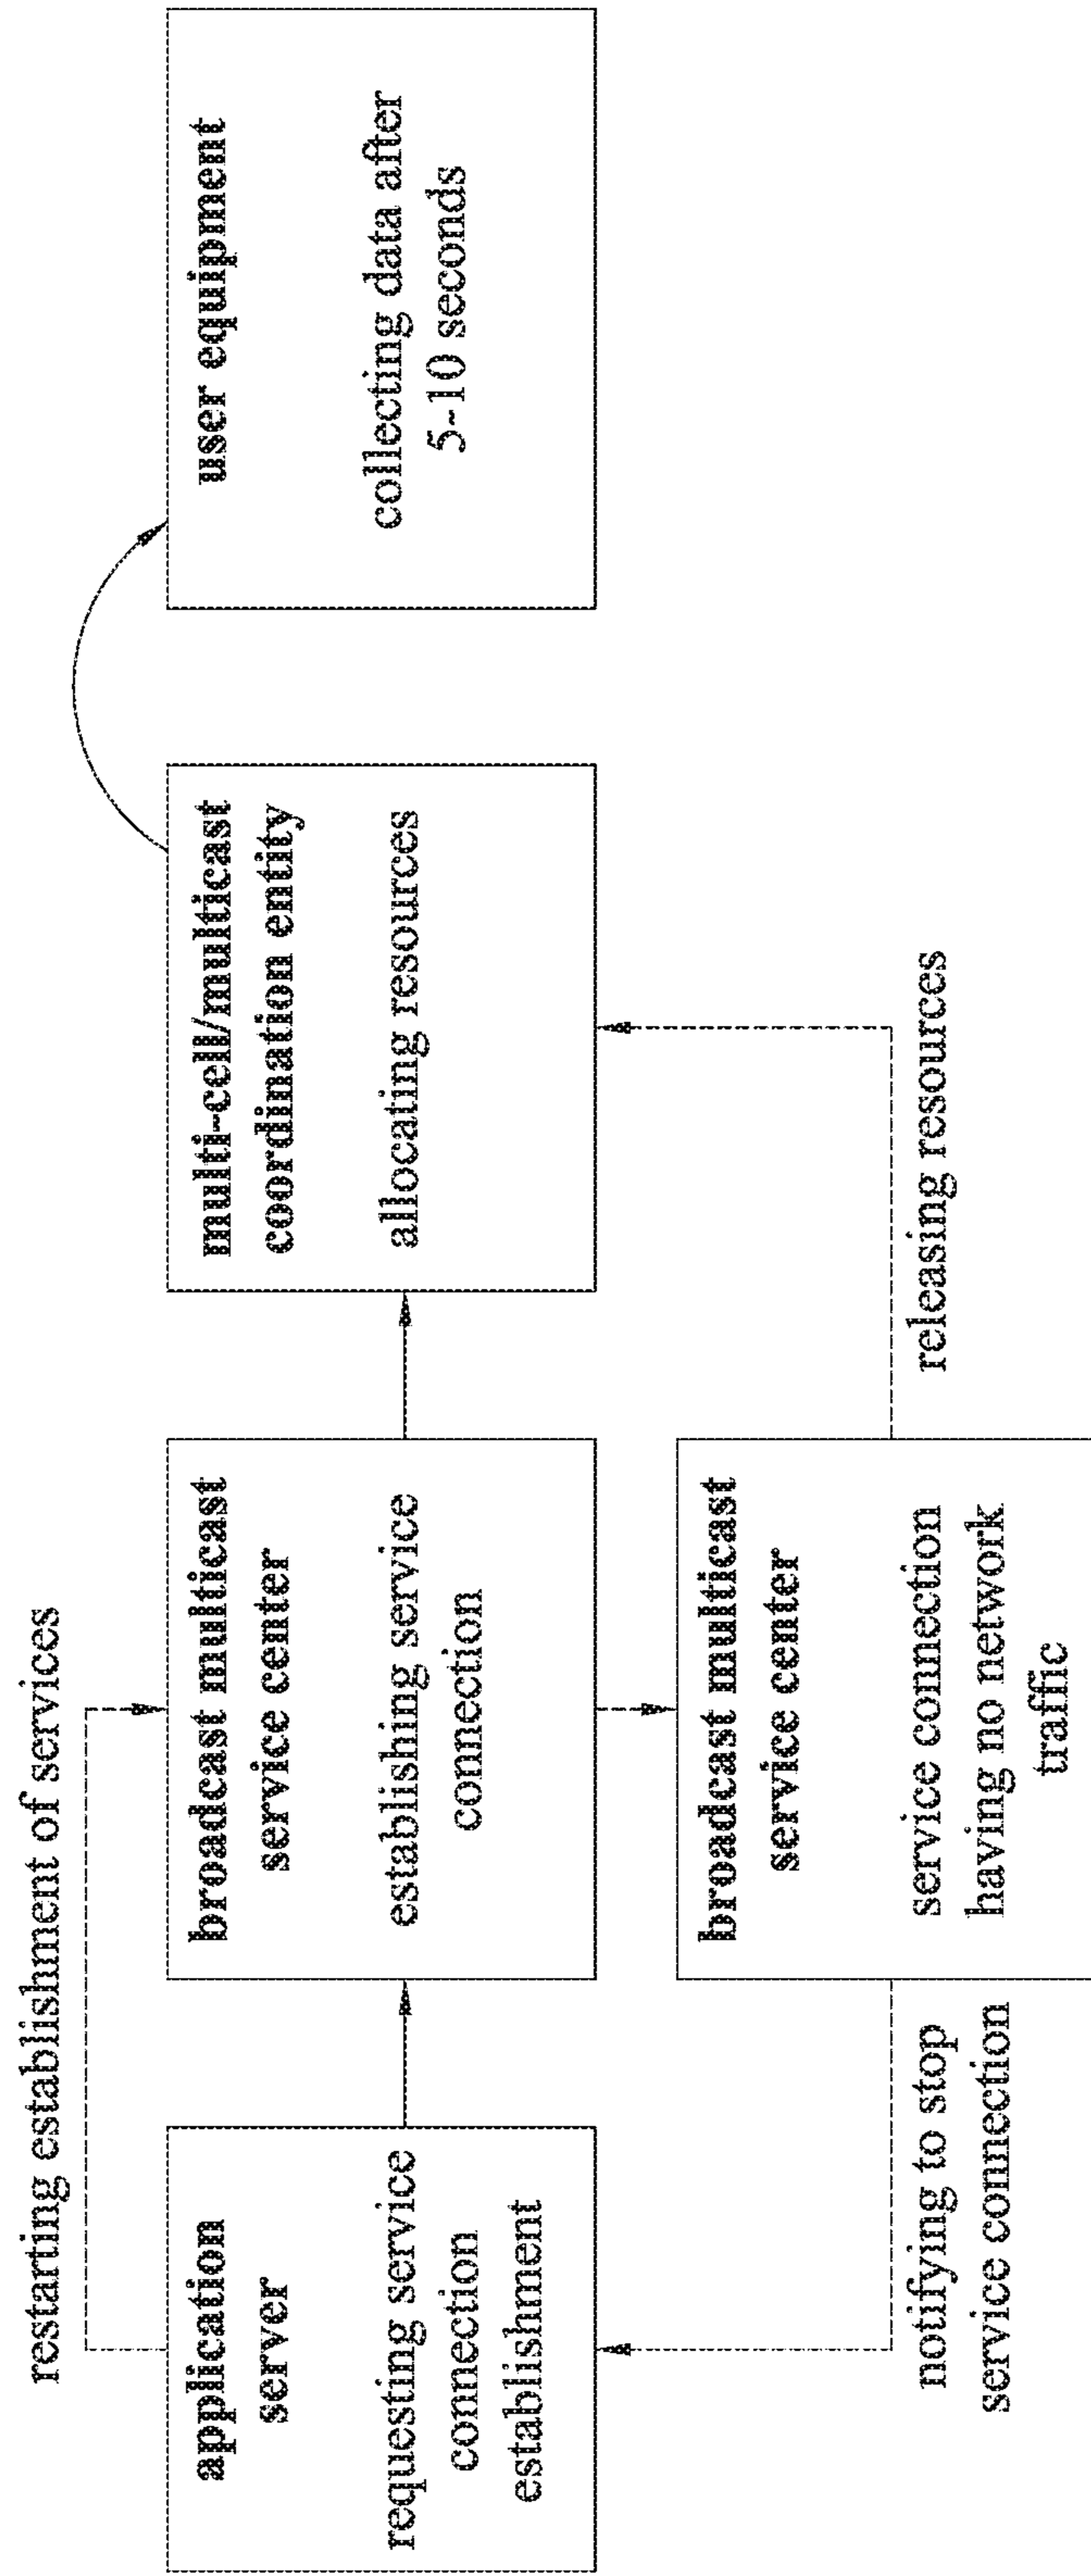 restarting establishment of services
application
server
requesting service
connection
establishment
broadcast multicast
service center
establishing service
connection
multi-cell/multicast
coordination entity
allocating resources
user equipment
collecting data after
5-10 seconds
notifying to stop
service connection
broadcast multicast
service center
service connection
having no network
traffic
releasing resources